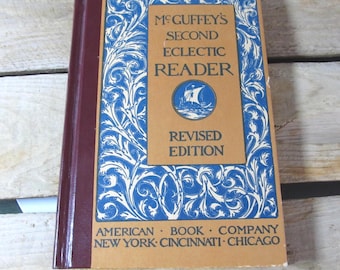 McGUFFEY'S
SECOND
ECLECTIC
READER
REVISED
EDITION
AMERICAN · BOOK · COMPANY
NEW YORK · CINCINNATI · CHICAGO